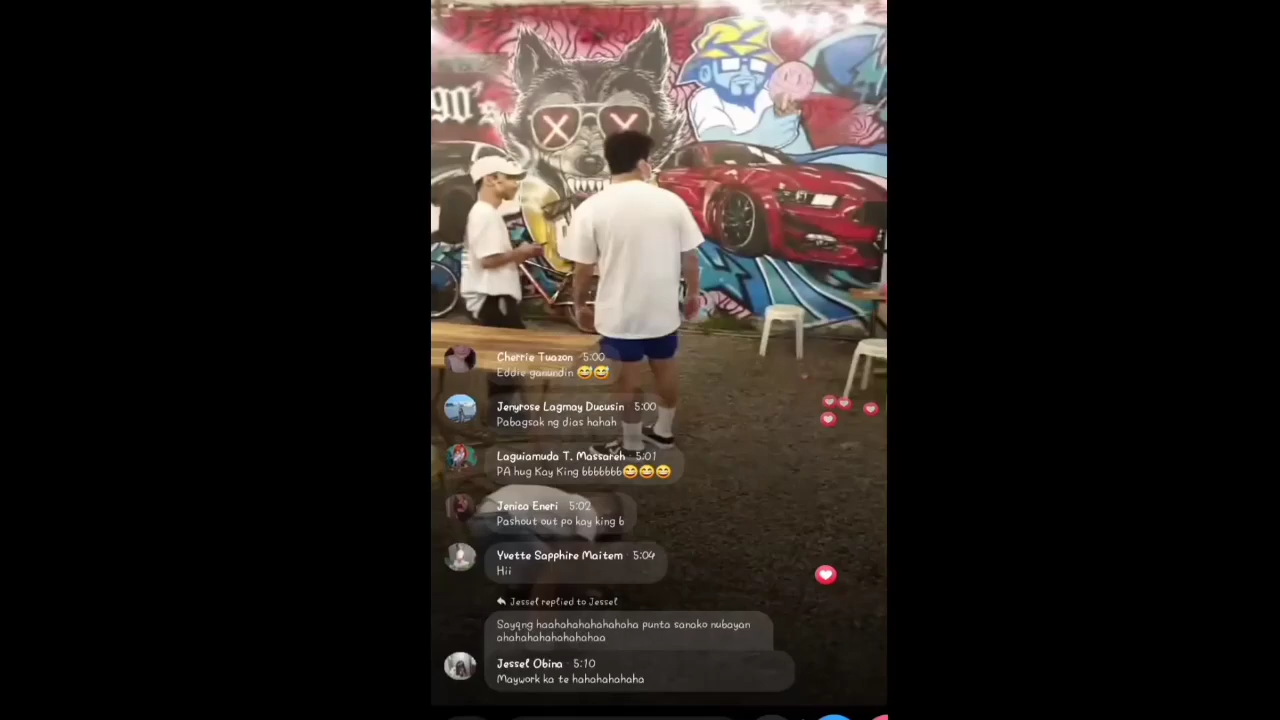 90's
X X
Cherrie Tuazon 5:00
Eddie ganundin 😅😅
Jenyrose Lagmay Ducusin 5:00
Pabagsak ng dias hahah
Laguiamuda T. Massareh 5:01
PA hug Kay King bbbbbbb😅😅😅
Jenica Eneri 5:02
Pashout out po kay king b
Yvette Sapphire Maitem 5:04
Hii
Jessel replied to Jessel
Sayqng haahahahahahahaha punta sanako nubayan
ahahahahahahahahaa
Jessel Obina 5:10
Maywork ka te hahahahahaha